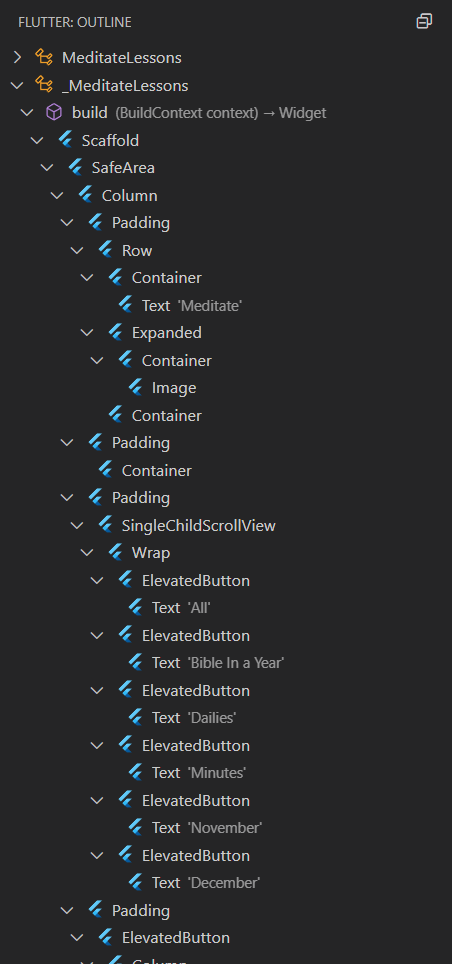 FLUTTER: OUTLINE
MeditateLessons
_MeditateLessons
build (BuildContext context) → Widget
Scaffold
SafeArea
Column
Padding
Row
Container
Text 'Meditate'
Expanded
Container
Image
Container
Padding
Container
Padding
SingleChildScrollView
Wrap
ElevatedButton
Text 'All'
ElevatedButton
Text 'Bible In a Year'
ElevatedButton
Text 'Dailies'
ElevatedButton
Text 'Minutes'
ElevatedButton
Text 'November'
ElevatedButton
Text 'December'
Padding
ElevatedButton
Column